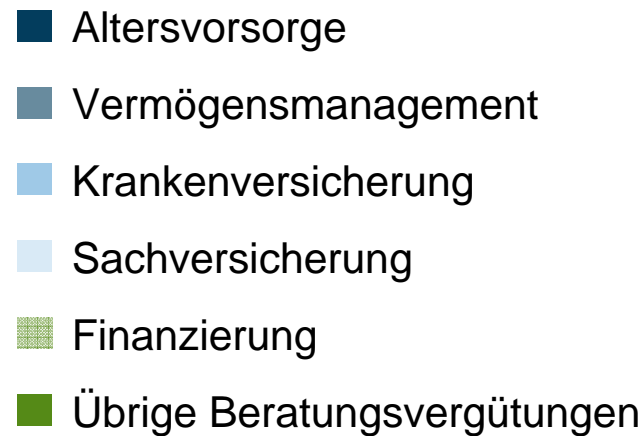 Altersvorsorge
Vermögensmanagement
Krankenversicherung
Sachversicherung
Finanzierung
Übrige Beratungsvergütungen